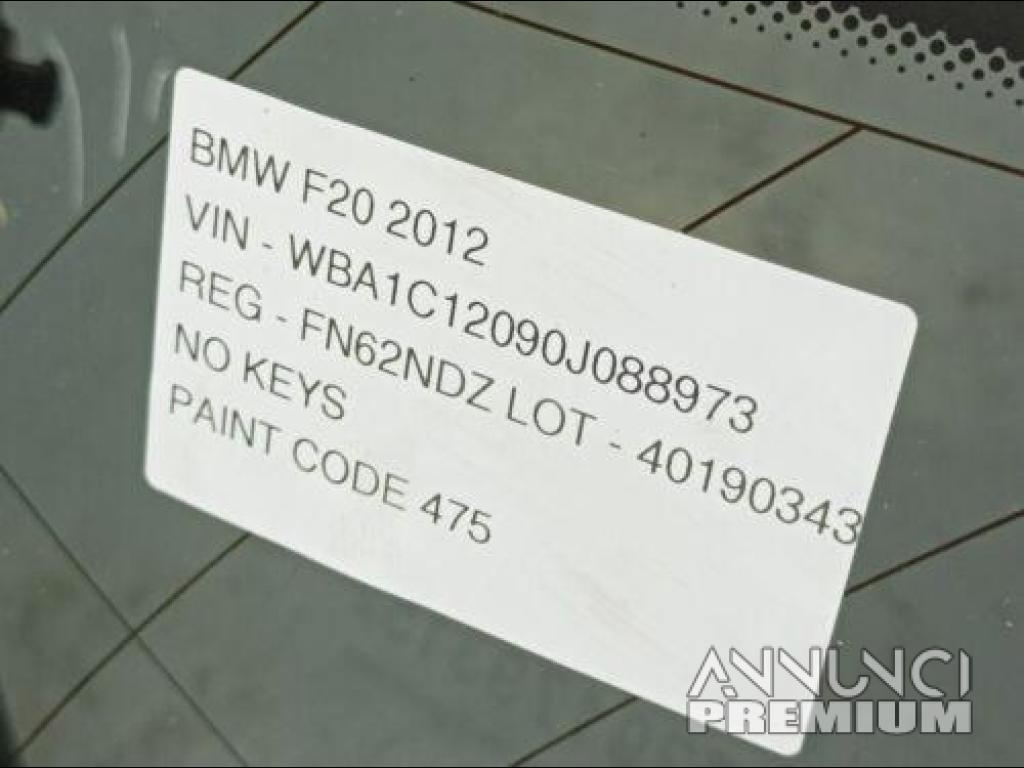 BMW F20 2012
VIN - WBA1C12090J088973
REG - FN62NDZ LOT - 40190343
NO KEYS
PAINT CODE 475
ANNUNCI
PREMIUM